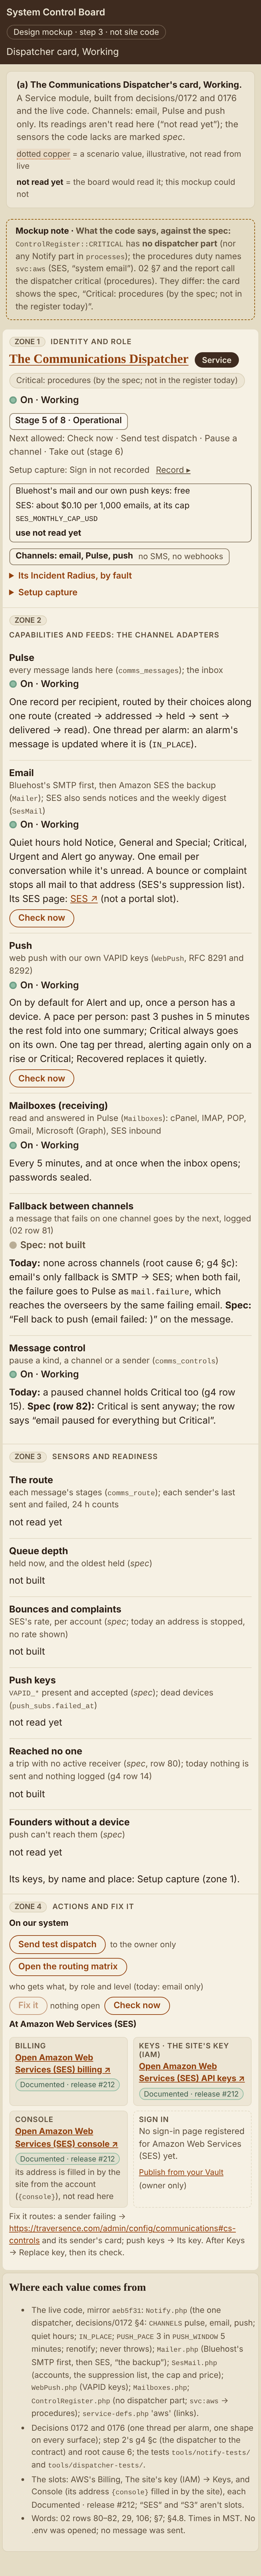 System Control Board
Design mockup · step 3 · not site code
Dispatcher card, Working
(a) The Communications Dispatcher's card, Working.
A Service module, built from decisions/0172 and 0176
and the live code. Channels: email, Pulse and push
only. Its readings aren't read here ("not read yet"); the
sensors the code lacks are marked spec.
dotted copper = a scenario value, illustrative, not read from
live
not read yet = the board would read it; this mockup could
not
Mockup note · What the code says, against the spec:
ControlRegister::CRITICAL has no dispatcher part (nor
any Notify part in processes); the procedures duty names
svc:aws (SES, "system email"). 02 §7 and the report call
the dispatcher critical (procedures). They differ: the card
shows the spec, "Critical: procedures (by the spec; not in
the register today)".
ZONE 1 IDENTITY AND ROLE
The Communications Dispatcher Service
Critical: procedures (by the spec; not in the register today)
On · Working
Stage 5 of 8 · Operational
Next allowed: Check now · Send test dispatch · Pause a
channel · Take out (stage 6)
Setup capture: Sign in not recorded Record ▸
Bluehost's mail and our own push keys: free
SES: about $0.10 per 1,000 emails, at its cap
SES_MONTHLY_CAP_USD
use not read yet
Channels: email, Pulse, push no SMS, no webhooks
▸ Its Incident Radius, by fault
▸ Setup capture
ZONE 2
CAPABILITIES AND FEEDS: THE CHANNEL ADAPTERS
Pulse
every message lands here (comms_messages); the inbox
On · Working
One record per recipient, routed by their choices along
one route (created → addressed → held → sent →
delivered → read). One thread per alarm: an alarm's
message is updated where it is (IN_PLACE).
Email
Bluehost's SMTP first, then Amazon SES the backup
(Mailer); SES also sends notices and the weekly digest
(SesMail)
On · Working
Quiet hours hold Notice, General and Special; Critical,
Urgent and Alert go anyway. One email per
conversation while it's unread. A bounce or complaint
stops all mail to that address (SES's suppression list).
Its SES page: SES ↗ (not a portal slot).
Check now
Push
web push with our own VAPID keys (WebPush, RFC 8291 and
8292)
On · Working
On by default for Alert and up, once a person has a
device. A pace per person: past 3 pushes in 5 minutes
the rest fold into one summary; Critical always goes
on its own. One tag per thread, alerting again only on a
rise or Critical; Recovered replaces it quietly.
Check now
Mailboxes (receiving)
read and answered in Pulse (Mailboxes): cPanel, IMAP, POP,
Gmail, Microsoft (Graph), SES inbound
On · Working
Every 5 minutes, and at once when the inbox opens;
passwords sealed.
Fallback between channels
a message that fails on one channel goes by the next, logged
(02 row 81)
Spec: not built
Today: none across channels (root cause 6; g4 §c):
email's only fallback is SMTP → SES; when both fail,
the failure goes to Pulse as mail.failure, which
reaches the overseers by the same failing email. Spec:
"Fell back to push (email failed: )" on the message.
Message control
pause a kind, a channel or a sender (comms_controls)
On · Working
Today: a paused channel holds Critical too (g4 row
15). Spec (row 82): Critical is sent anyway; the row
says "email paused for everything but Critical".
ZONE 3 SENSORS AND READINESS
The route
each message's stages (comms_route); each sender's last
sent and failed, 24 h counts
not read yet
Queue depth
held now, and the oldest held (spec)
not built
Bounces and complaints
SES's rate, per account (spec; today an address is stopped,
no rate shown)
not built
Push keys
VAPID_* present and accepted (spec); dead devices
(push_subs.failed_at)
not read yet
Reached no one
a trip with no active receiver (spec, row 80); today nothing is
sent and nothing logged (g4 row 14)
not built
Founders without a device
push can't reach them (spec)
not read yet
Its keys, by name and place: Setup capture (zone 1).
ZONE 4 ACTIONS AND FIX IT
On our system
Send test dispatch to the owner only
Open the routing matrix
who gets what, by role and level (today: email only)
Fix it nothing open Check now
At Amazon Web Services (SES)
BILLING
Open Amazon Web
Services (SES) billing ↗
Documented · release #212
KEYS · THE SITE'S KEY
(IAM)
Open Amazon Web
Services (SES) API keys ↗
Documented · release #212
CONSOLE
Open Amazon Web
Services (SES) console ↗
Documented · release #212
its address is filled in by the
site from the account
({console}), not read here
SIGN IN
No sign-in page registered
for Amazon Web Services
(SES) yet.
Publish from your Vault
(owner only)
Fix it routes: a sender failing →
https://traversence.com/admin/config/communications#cs-
controls and its sender's card; push keys → Its key. After Keys
→ Replace key, then its check.
Where each value comes from
• The live code, mirror aeb5f31: Notify.php (the one
dispatcher, decisions/0172 §4: CHANNELS pulse, email, push;
quiet hours; IN_PLACE; PUSH_PACE 3 in PUSH_WINDOW 5
minutes; renotify; never throws); Mailer.php (Bluehost's
SMTP first, then SES, "the backup"); SesMail.php
(accounts, the suppression list, the cap and price);
WebPush.php (VAPID keys); Mailboxes.php;
ControlRegister.php (no dispatcher part; svc:aws →
procedures); service-defs.php 'aws' (links).
• Decisions 0172 and 0176 (one thread per alarm, one shape
on every surface); step 2's g4 §c (the dispatcher to the
contract) and root cause 6; the tests tools/notify-tests/
and tools/dispatcher-tests/.
• The slots: AWS's Billing, The site's key (IAM) → Keys, and
Console (its address {console} filled in by the site), each
Documented · release #212; "SES" and "S3" aren't slots.
• Words: 02 rows 80–82, 29, 106; §7; §4.8. Times in MST. No
.env was opened; no message was sent.